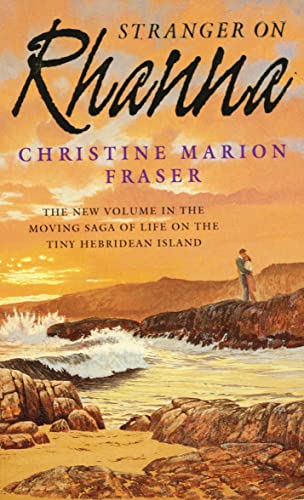 STRANGER ON
Rhanna
CHRISTINE MARION
FRASER
THE NEW VOLUME IN THE
MOVING SAGA OF LIFE ON THE
TINY HEBRIDEAN ISLAND